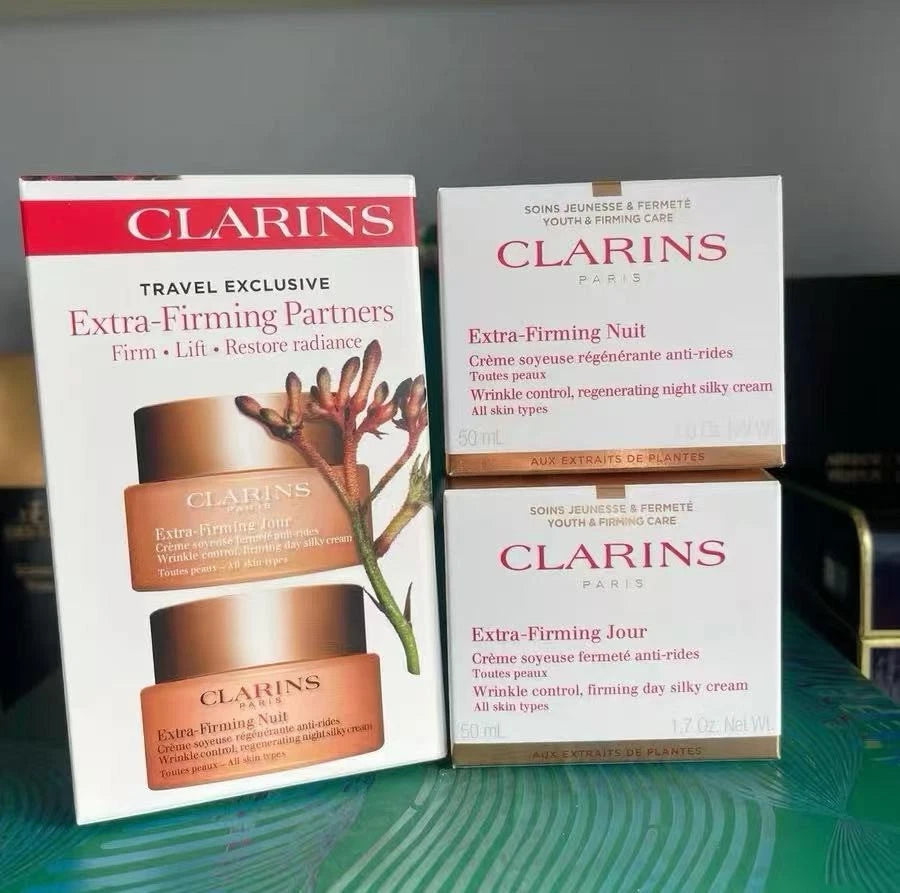 CLARINS
TRAVEL EXCLUSIVE
Extra-Firming Partners
Firm • Lift • Restore radiance
CLARINS
PARIS
Extra-Firming Jour
Crème soyeuse fermeté anti-rides
Wrinkle control, firming day silky cream
Toutes peaux – All skin types
CLARINS
PARIS
Extra-Firming Nuit
Crème soyeuse régénérante anti-rides
Wrinkle control, regenerating night silky cream
Toutes peaux – All skin types
SOINS JEUNESSE & FERMETÉ
YOUTH & FIRMING CARE
CLARINS
PARIS
Extra-Firming Nuit
Crème soyeuse régénérante anti-rides
Toutes peaux
Wrinkle control, regenerating night silky cream
All skin types
50 mL
AUX EXTRAITS DE PLANTES
SOINS JEUNESSE & FERMETÉ
YOUTH & FIRMING CARE
CLARINS
PARIS
Extra-Firming Jour
Crème soyeuse fermeté anti-rides
Toutes peaux
Wrinkle control, firming day silky cream
All skin types
50 mL 1.7 Oz. Net Wt.
AUX EXTRAITS DE PLANTES